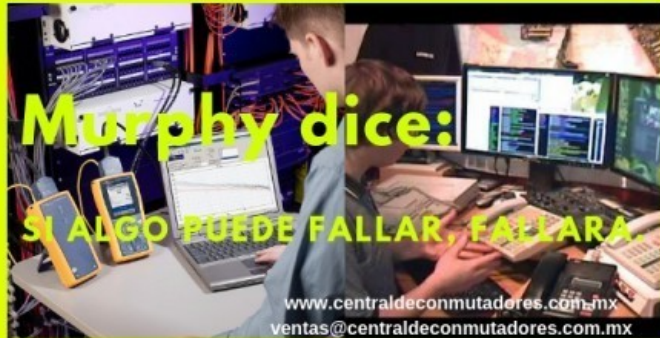 Murphy dice:
SI ALGO PUEDE FALLAR, FALLARA.
www.centraldeconmutadores.com.mx
ventas@centraldeconmutadores.com.mx